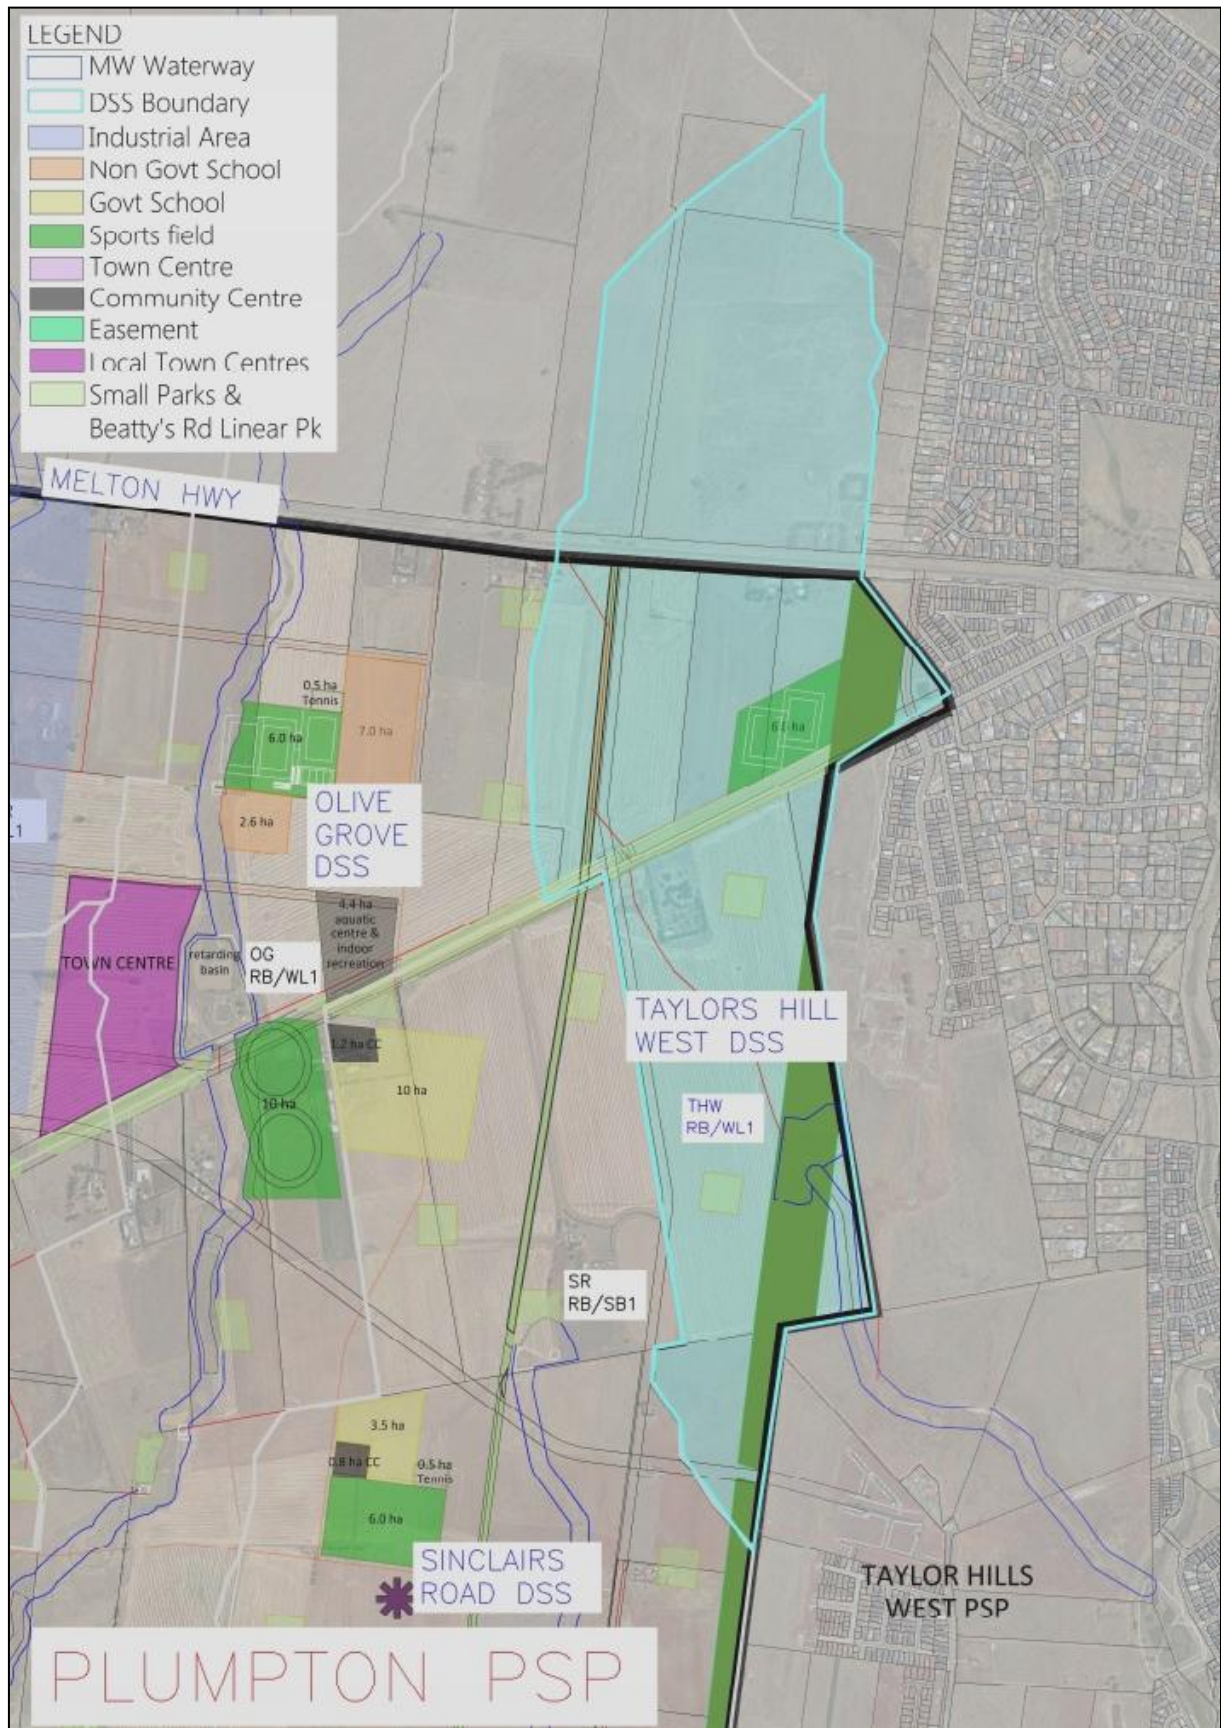 LEGEND
MW Waterway
DSS Boundary
Industrial Area
Non Govt School
Govt School
Sports field
Town Centre
Community Centre
Easement
Local Town Centres
Small Parks &
Beatty's Rd Linear Pk
MELTON HWY
0.5 ha
Tennis
6.0 ha
7.0 ha
2.6 ha
OLIVE
GROVE
DSS
L1
4.4 ha
aquatic
centre &
indoor
recreation
TOWN CENTRE
retarding
basin
OG
RB/WL1
TAYLORS HILL
WEST DSS
1.2 ha CC
10 ha
10 ha
THW
RB/WL1
SR
RB/SB1
3.5 ha
0.8 ha CC
0.5 ha
Tennis
6.0 ha
SINCLAIRS
ROAD DSS
TAYLOR HILLS
WEST PSP
PLUMPTON PSP